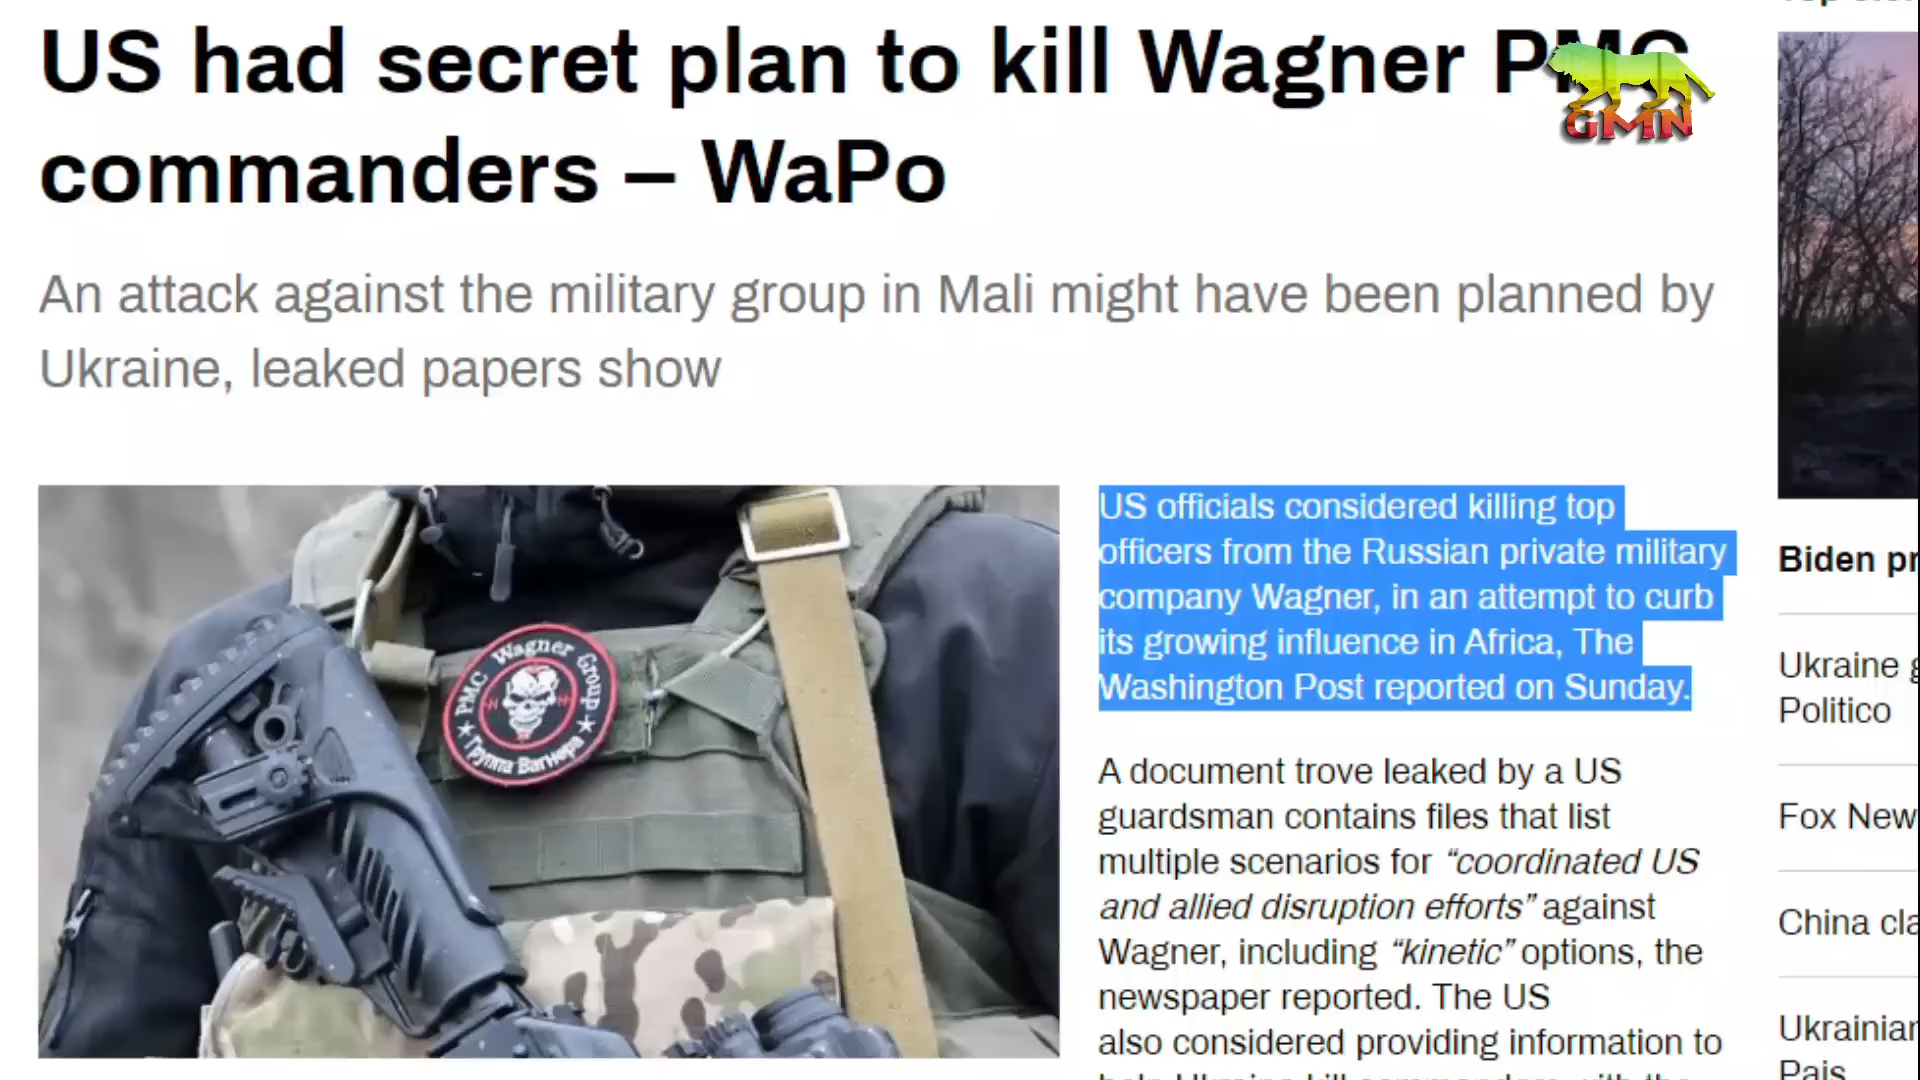 US had secret plan to kill Wagner PMC
GMN
commanders – WaPo
An attack against the military group in Mali might have been planned by
Ukraine, leaked papers show
PMC Wagner Group
Группа Вагнера
US officials considered killing top
officers from the Russian private military
company Wagner, in an attempt to curb
its growing influence in Africa, The
Washington Post reported on Sunday.
A document trove leaked by a US
guardsman contains files that list
multiple scenarios for “coordinated US
and allied disruption efforts” against
Wagner, including “kinetic” options, the
newspaper reported. The US
also considered providing information to
Biden pr
Ukraine g
Politico
Fox New
China cla
Ukrainian
Pais